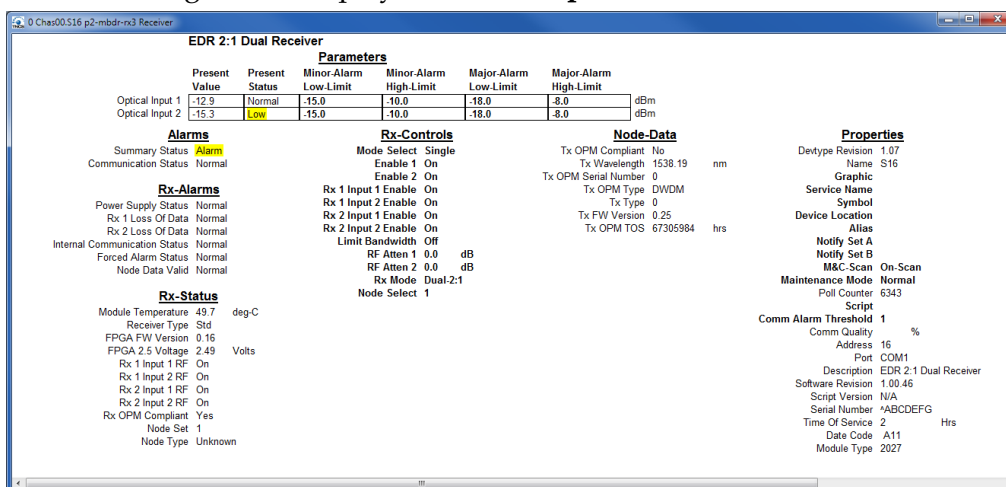 0 Chas00.S16 p2-mbdr-rx3 Receiver
EDR 2:1 Dual Receiver
Parameters
Present Value Present Status Minor-Alarm Low-Limit Minor-Alarm High-Limit Major-Alarm Low-Limit Major-Alarm High-Limit
Optical Input 1 -12.9 Normal -15.0 -10.0 -18.0 -8.0 dBm
Optical Input 2 -15.3 Low -15.0 -10.0 -18.0 -8.0 dBm
Alarms
Summary Status Alarm
Communication Status Normal
Rx-Alarms
Power Supply Status Normal
Rx 1 Loss Of Data Normal
Rx 2 Loss Of Data Normal
Internal Communication Status Normal
Forced Alarm Status Normal
Node Data Valid Normal
Rx-Status
Module Temperature 49.7 deg-C
Receiver Type Std
FPGA FW Version 0.16
FPGA 2.5 Voltage 2.49 Volts
Rx 1 Input 1 RF On
Rx 1 Input 2 RF On
Rx 2 Input 1 RF On
Rx 2 Input 2 RF On
Rx OPM Compliant Yes
Node Set 1
Node Type Unknown
Rx-Controls
Mode Select Single
Enable 1 On
Enable 2 On
Rx 1 Input 1 Enable On
Rx 1 Input 2 Enable On
Rx 2 Input 1 Enable On
Rx 2 Input 2 Enable On
Limit Bandwidth Off
RF Atten 1 0.0 dB
RF Atten 2 0.0 dB
Rx Mode Dual-2:1
Node Select 1
Node-Data
Tx OPM Compliant No
Tx Wavelength 1538.19 nm
Tx OPM Serial Number 0
Tx OPM Type DWDM
Tx Type 0
Tx FW Version 0.25
Tx OPM TOS 67305984 hrs
Properties
Devtype Revision 1.07
Name S16
Graphic
Service Name
Symbol
Device Location
Alias
Notify Set A
Notify Set B
M&C-Scan On-Scan
Maintenance Mode Normal
Poll Counter 6343
Script
Comm Alarm Threshold 1
Comm Quality %
Address 16
Port COM1
Description EDR 2:1 Dual Receiver
Software Revision 1.00.46
Script Version N/A
Serial Number ^ABCDEFG
Time Of Service 2 Hrs
Date Code A11
Module Type 2027